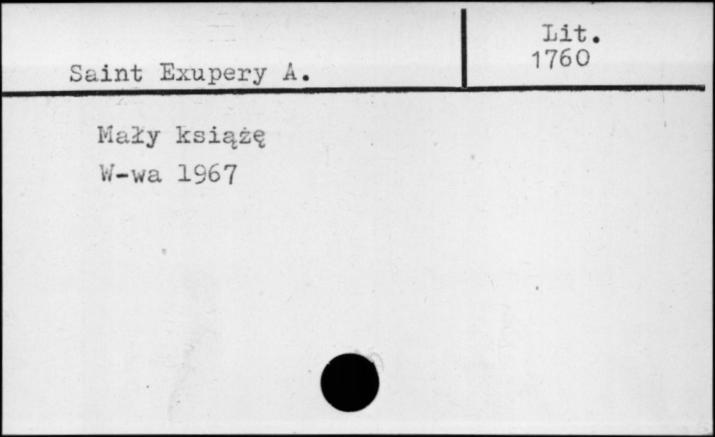 Saint Exupery A.
Lit.
1760
Mały książę
W-wa 1967